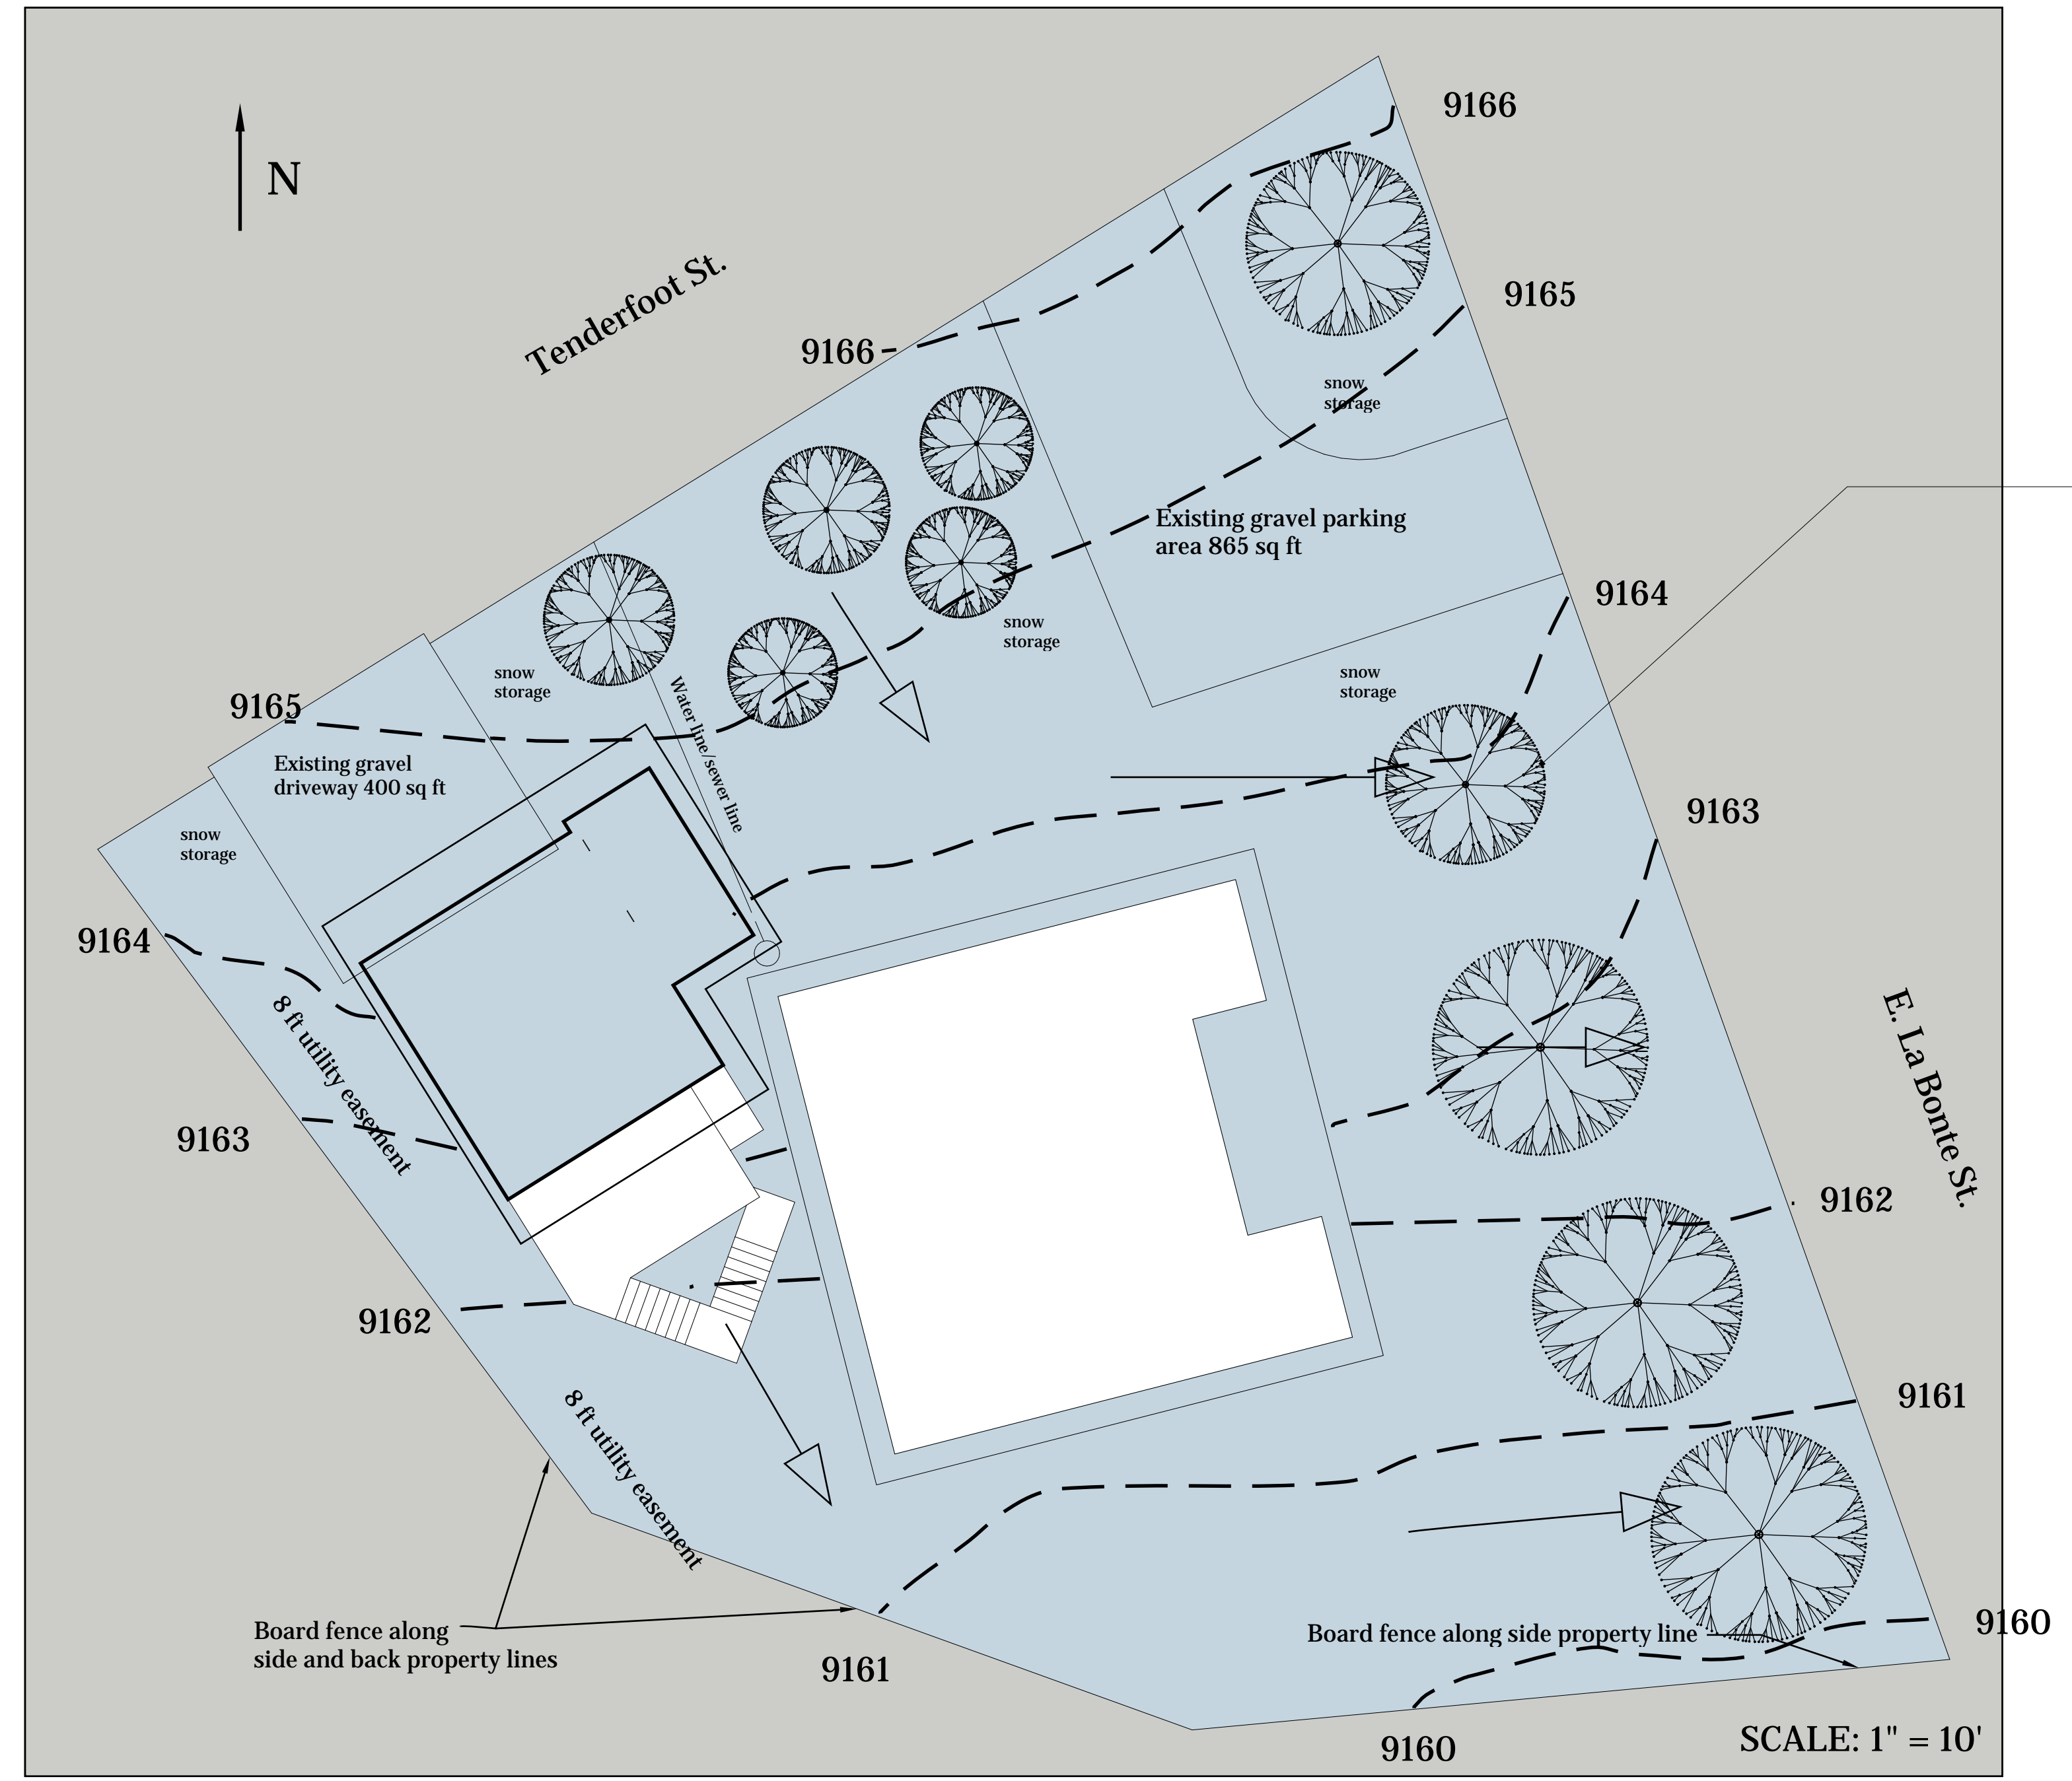 9166
N
9165
Tenderfoot St.
9166
snow
storage
Existing gravel parking
area 865 sq ft
9164
snow
storage
snow
storage
snow
storage
9165
Water line/sewer line
Existing gravel
driveway 400 sq ft
9163
snow
storage
9164
8 ft utility easement
E. La Bonte St.
9163
9162
9162
9161
8 ft utility easement
9160
Board fence along
side and back property lines
Board fence along side property line
9161
SCALE: 1" = 10'
9160